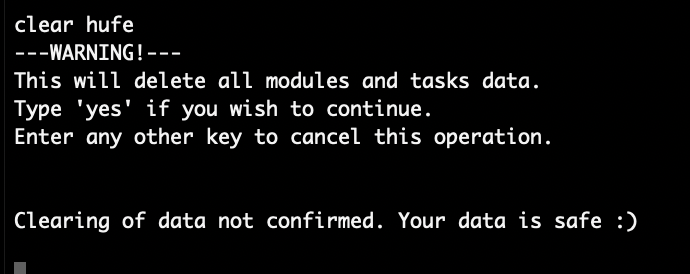 clear hufe
---WARNING!---
This will delete all modules and tasks data.
Type 'yes' if you wish to continue.
Enter any other key to cancel this operation.
Clearing of data not confirmed. Your data is safe :)